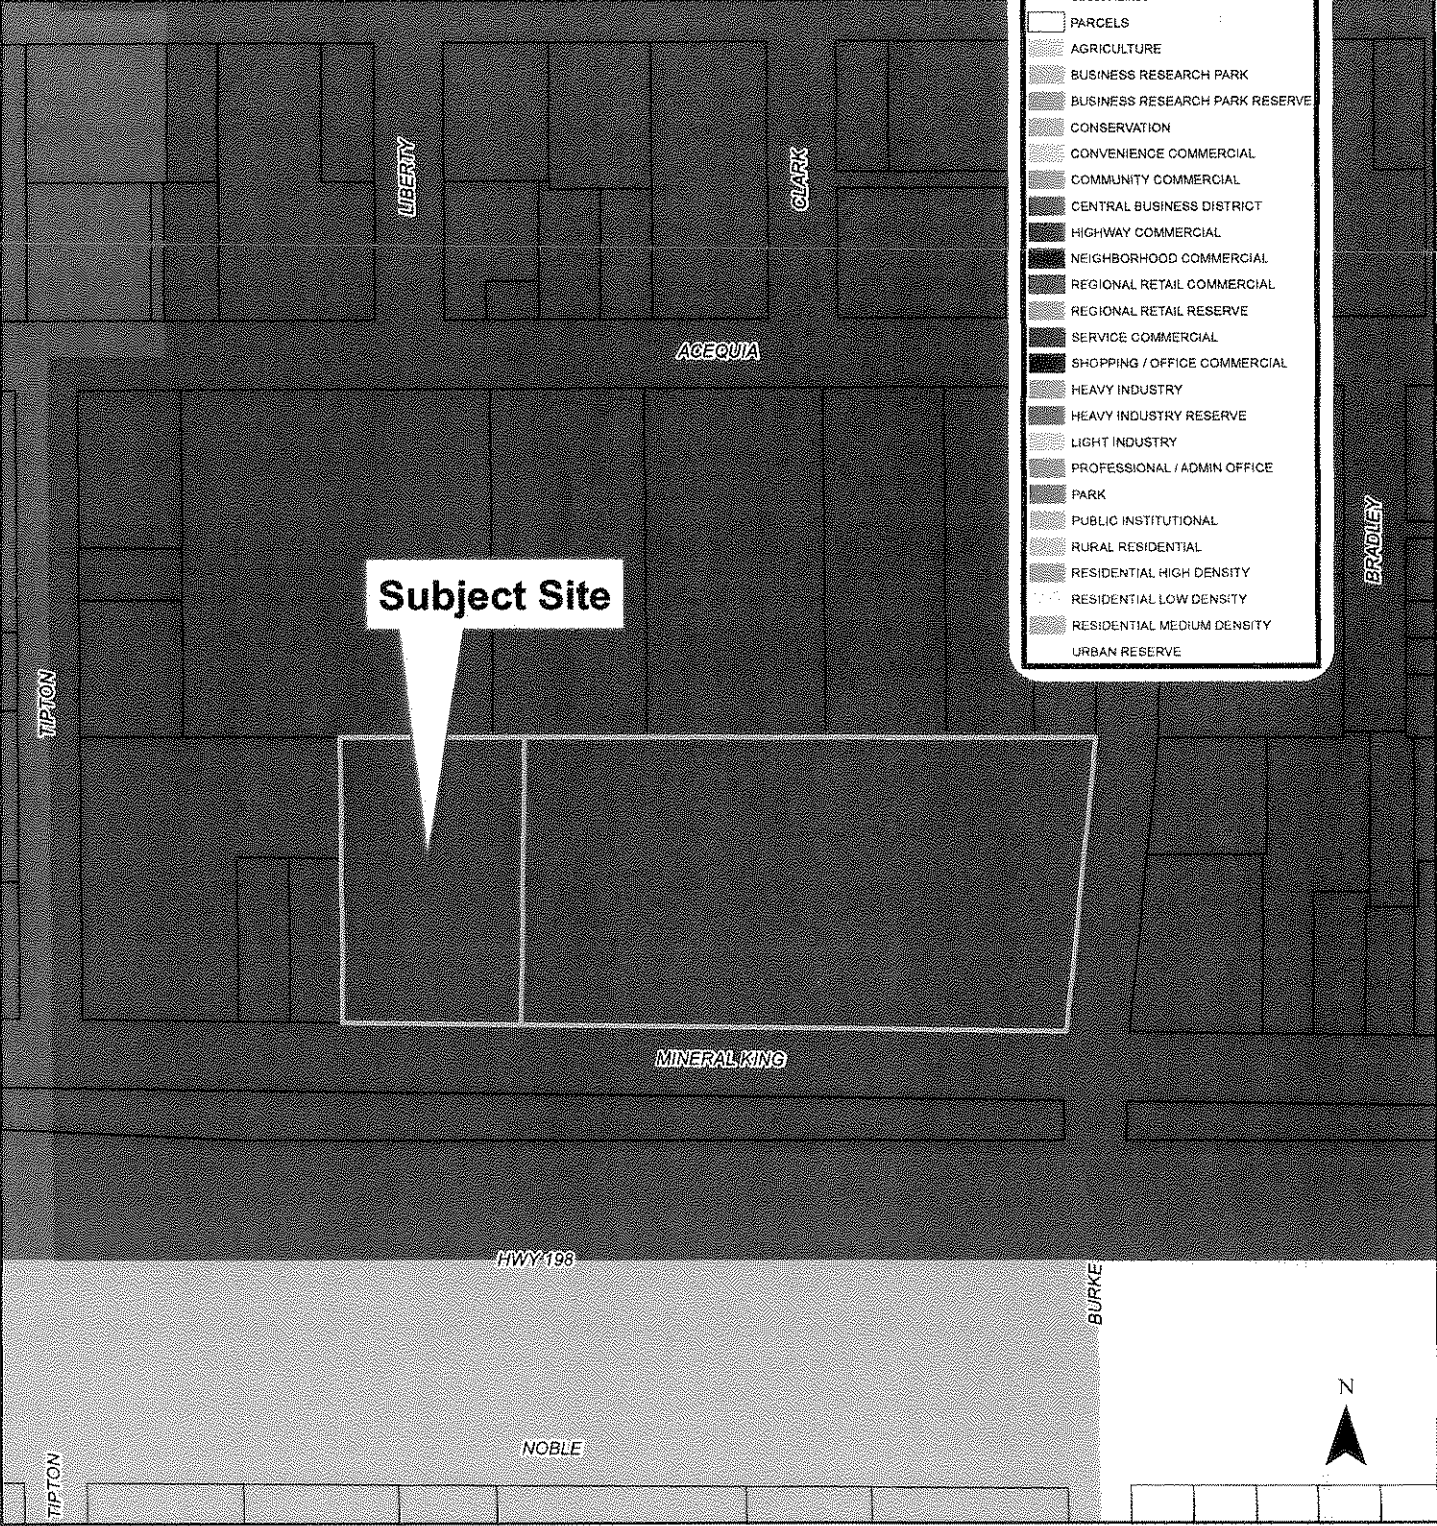 PARCELS
AGRICULTURE
BUSINESS RESEARCH PARK
BUSINESS RESEARCH PARK RESERVE
CONSERVATION
CONVENIENCE COMMERCIAL
COMMUNITY COMMERCIAL
CENTRAL BUSINESS DISTRICT
HIGHWAY COMMERCIAL
NEIGHBORHOOD COMMERCIAL
REGIONAL RETAIL COMMERCIAL
REGIONAL RETAIL RESERVE
SERVICE COMMERCIAL
SHOPPING / OFFICE COMMERCIAL
HEAVY INDUSTRY
HEAVY INDUSTRY RESERVE
LIGHT INDUSTRY
PROFESSIONAL / ADMIN OFFICE
PARK
PUBLIC INSTITUTIONAL
RURAL RESIDENTIAL
RESIDENTIAL HIGH DENSITY
RESIDENTIAL LOW DENSITY
RESIDENTIAL MEDIUM DENSITY
URBAN RESERVE
LIBERTY
CLARK
ACEQUIA
BRADLEY
Subject Site
TIPTON
MINERAL KING
HWY 198
BURKE
N
NOBLE
TIPTON